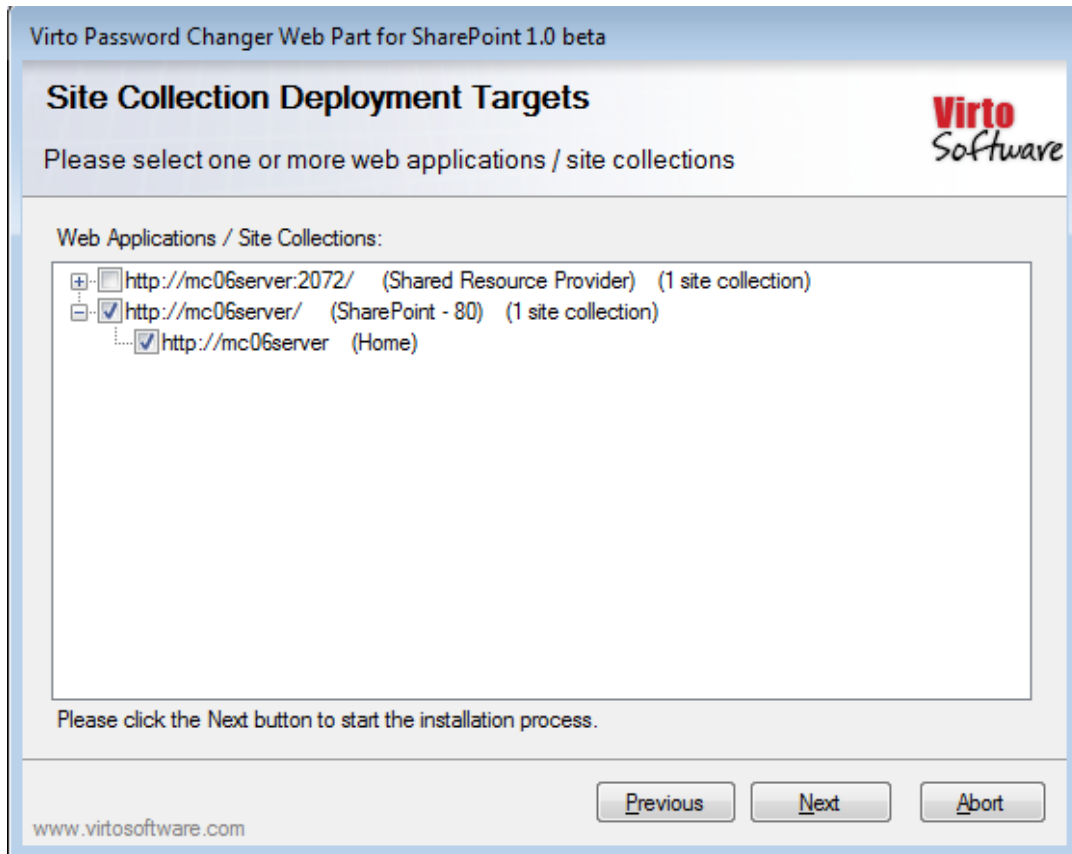 Virto Password Changer Web Part for SharePoint 1.0 beta
Site Collection Deployment Targets
Please select one or more web applications / site collections
Virto
Software
Web Applications / Site Collections:
http://mc06server:2072/ (Shared Resource Provider) (1 site collection)
http://mc06server/ (SharePoint - 80) (1 site collection)
http://mc06server (Home)
Please click the Next button to start the installation process.
Previous Next Abort
www.virtosoftware.com